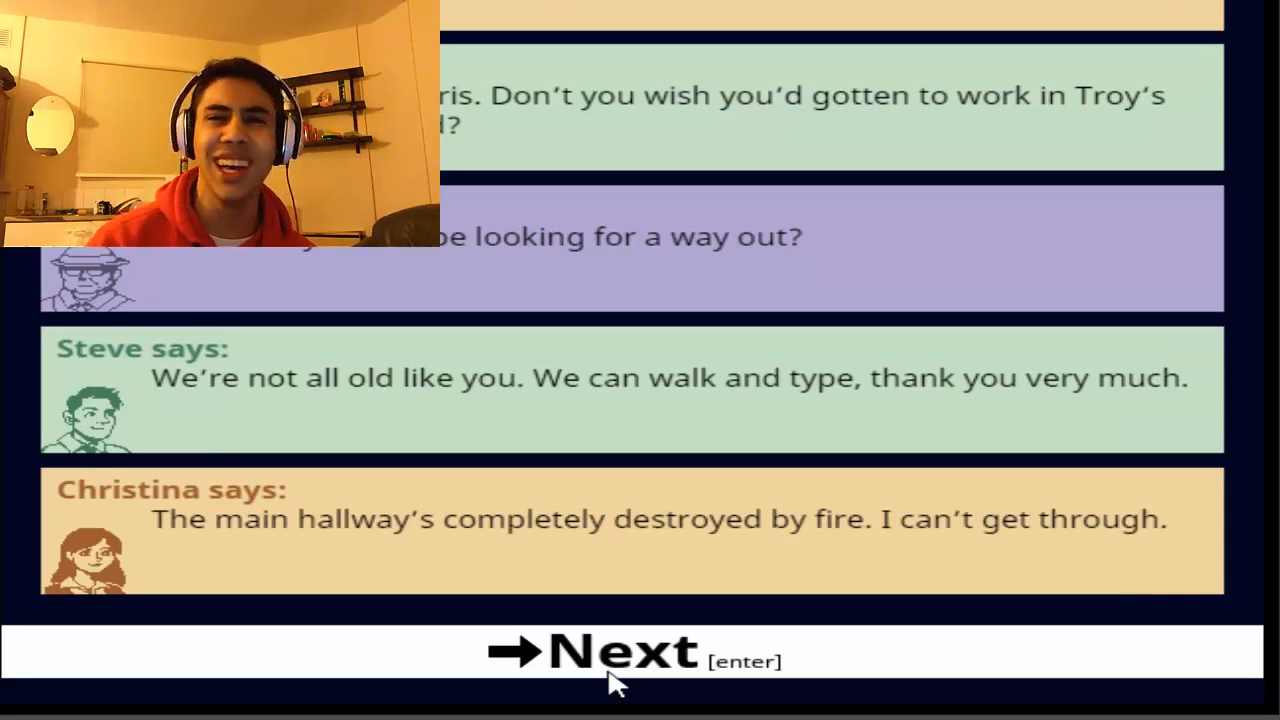 ris. Don't you wish you'd gotten to work in Troy's
d?
be looking for a way out?
Steve says:
We're not all old like you. We can walk and type, thank you very much.
Christina says:
The main hallway's completely destroyed by fire. I can't get through.
➡Next [enter]